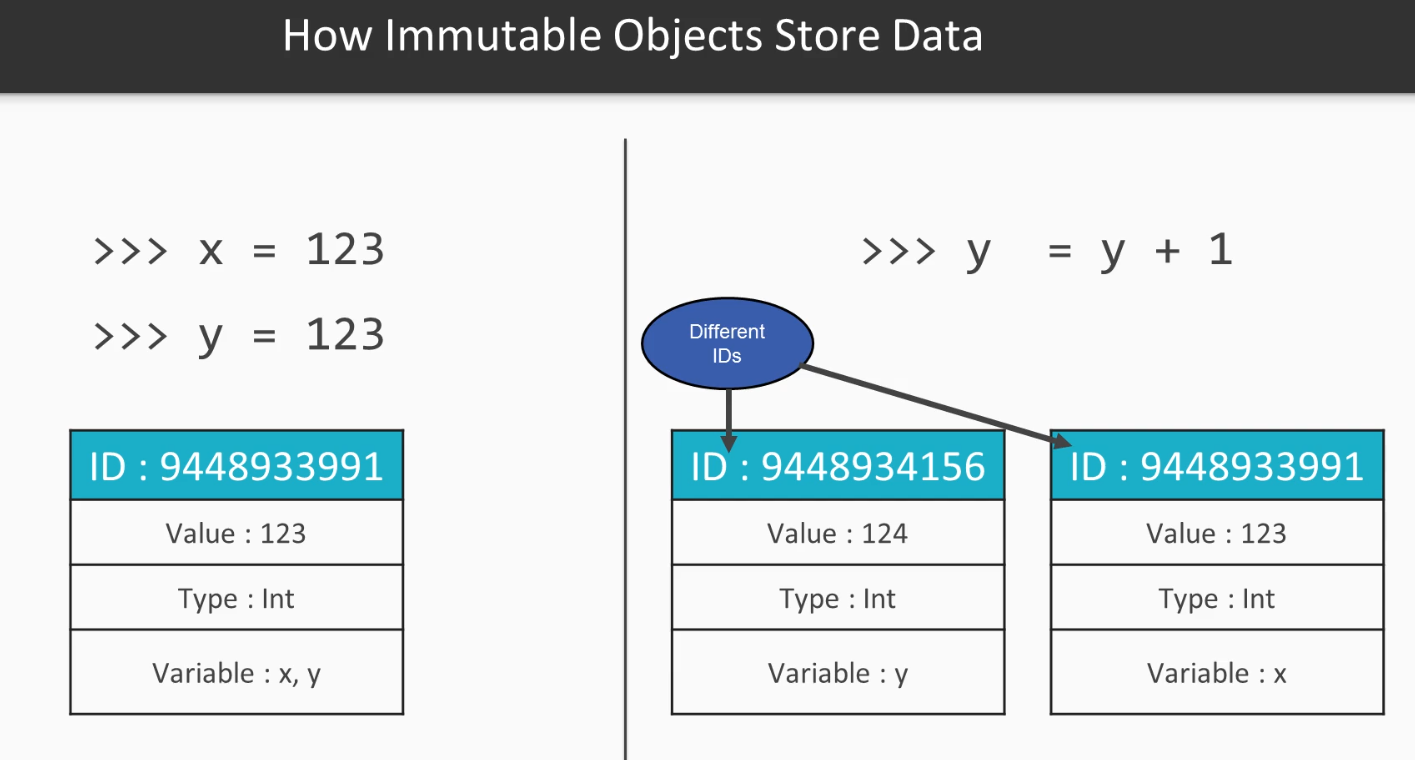 How Immutable Objects Store Data
>>> x = 123
>>> y = 123
ID : 9448933991
Value : 123
Type : Int
Variable : x, y
>>> y  = y + 1
Different
IDs
ID : 9448934156
Value : 124
Type : Int
Variable : y
ID : 9448933991
Value : 123
Type : Int
Variable : x